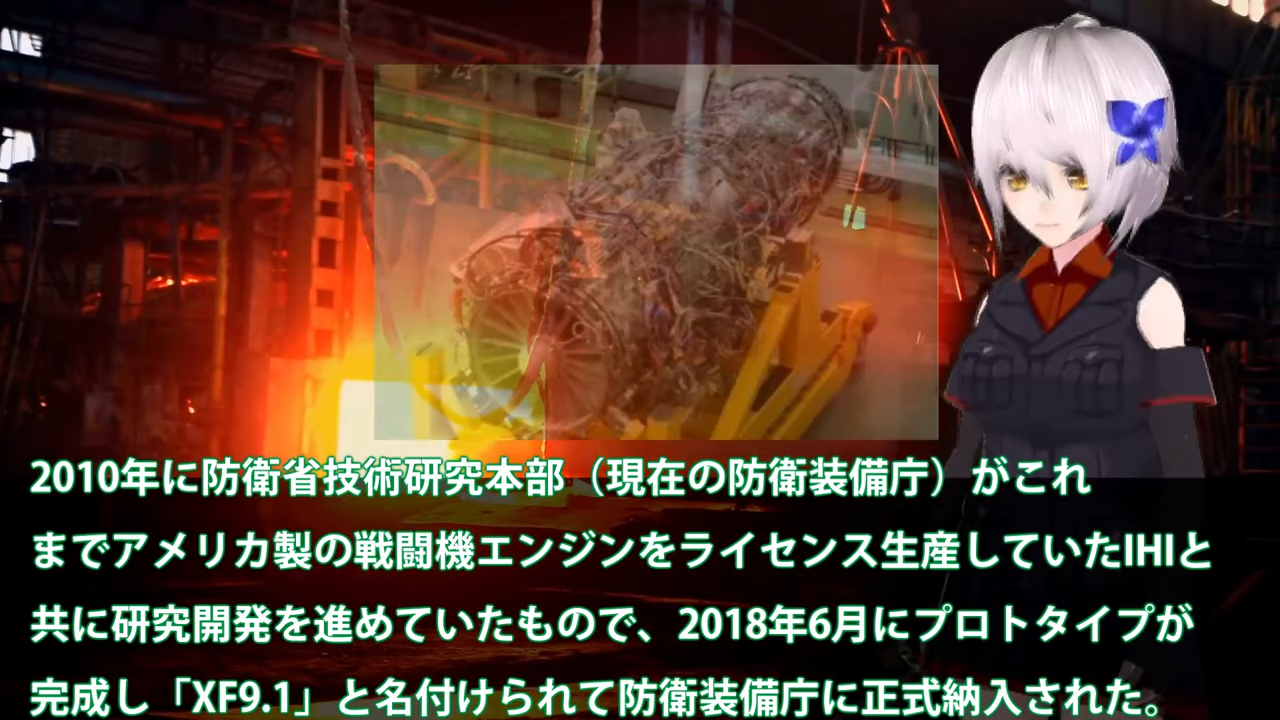 2010年に防衛省技術研究本部（現在の防衛装備庁）がこれ
までアメリカ製の戦闘機エンジンをライセンス生産していたIHIと
共に研究開発を進めていたもので、2018年6月にプロトタイプが
完成し「XF9.1」と名付けられて防衛装備庁に正式納入された。